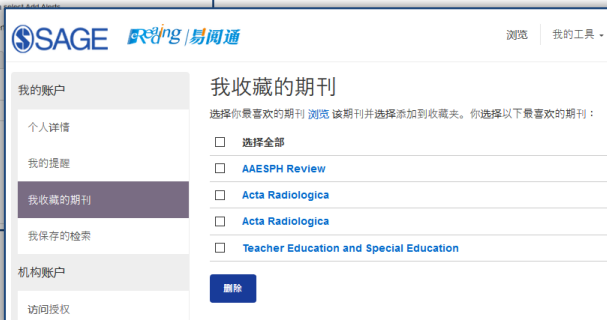 select Add Alerts
SAGE eReading | 易阅通
浏览 我的工具
我的账户
个人详情
我的提醒
我收藏的期刊
我保存的检索
机构账户
访问授权
我收藏的期刊
选择你最喜欢的期刊 浏览 该期刊并选择添加到收藏夹。你选择以下最喜欢的期刊：
选择全部
AAESPH Review
Acta Radiologica
Acta Radiologica
Teacher Education and Special Education
删除